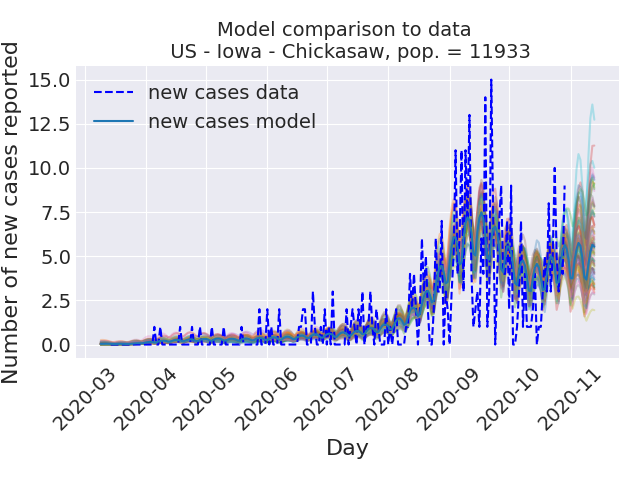 Model comparison to data
US - Iowa - Chickasaw, pop. = 11933
Number of new cases reported
15.0
12.5
10.0
7.5
5.0
2.5
0.0
new cases data
new cases model
2020-03
2020-04
2020-05
2020-06
2020-07
2020-08
2020-09
2020-10
2020-11
Day